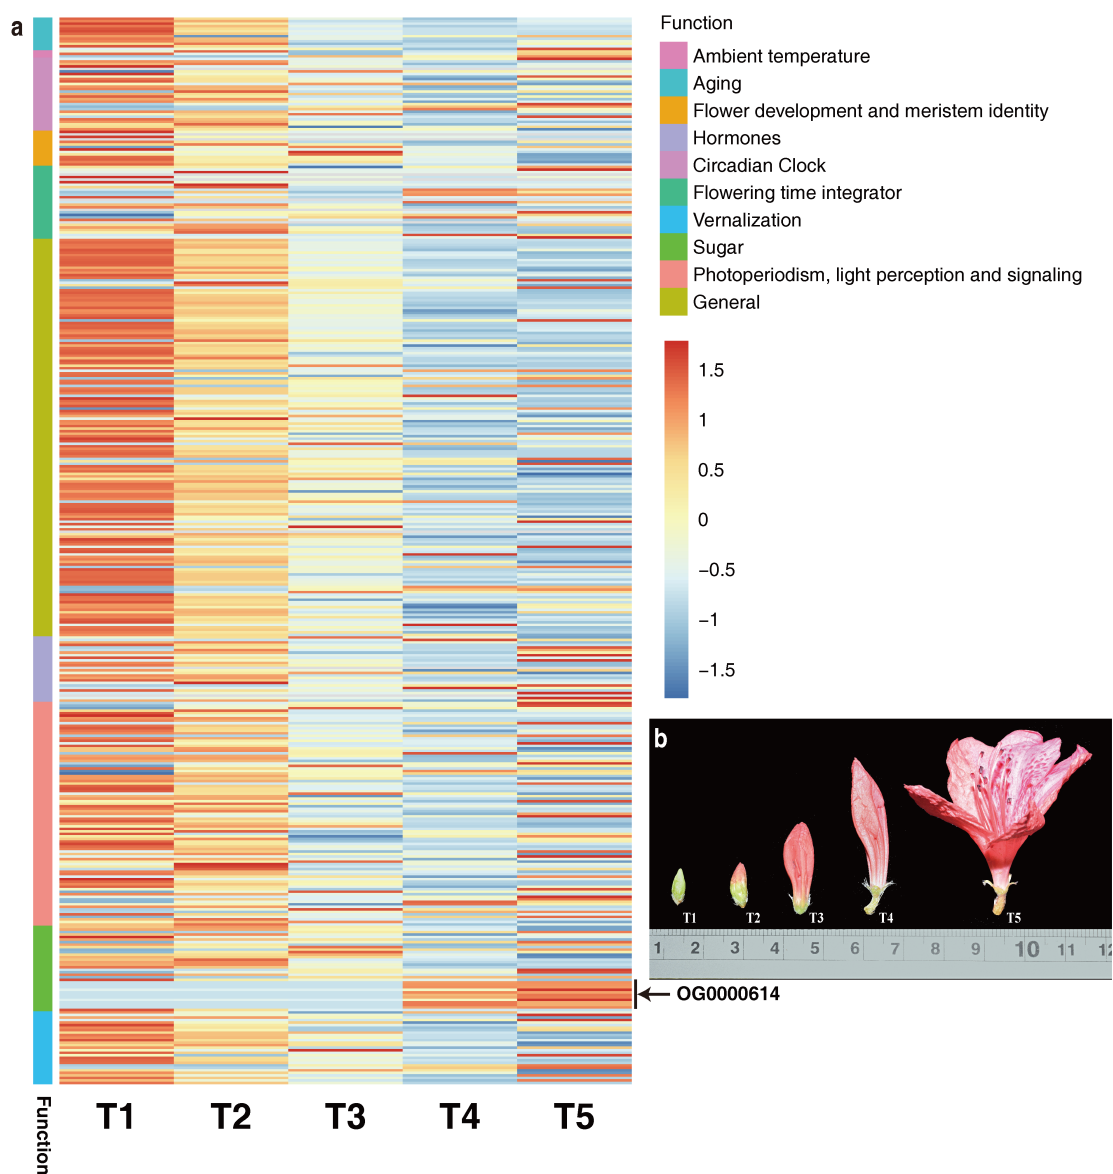 a
Function
Ambient temperature
Aging
Flower development and meristem identity
Hormones
Circadian Clock
Flowering time integrator
Vernalization
Sugar
Photoperiodism, light perception and signaling
General
1.5
1
0.5
0
−0.5
−1
−1.5
b
T1 T2 T3 T4 T5
1 2 3 4 5 6 7 8 9 10 11 12
OG0000614
T1 T2 T3 T4 T5
Function